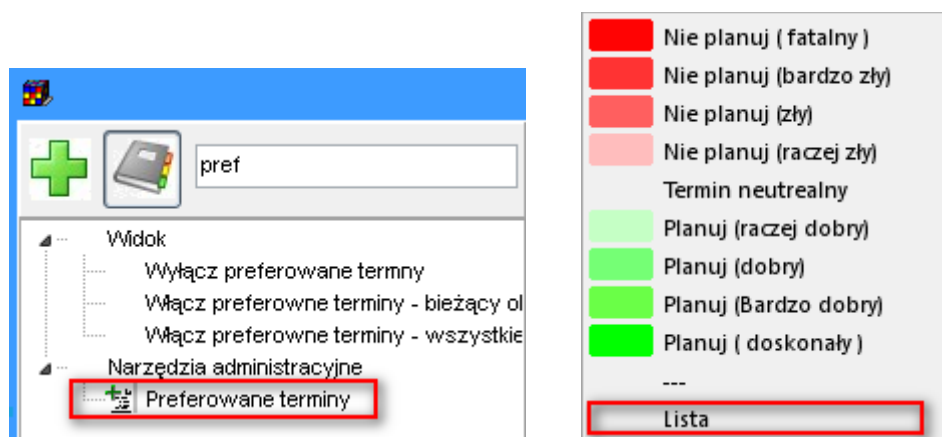 pref
Widok
Wyłącz preferowane termny
Włącz preferowne terminy - bieżący ol
Włącz preferowne terminy - wszystkie
Narzędzia administracyjne
Preferowane terminy
Nie planuj ( fatalny )
Nie planuj (bardzo zły)
Nie planuj (zły)
Nie planuj (raczej zły)
Termin neutrealny
Planuj (raczej dobry)
Planuj (dobry)
Planuj (Bardzo dobry)
Planuj ( doskonały )
---
Lista